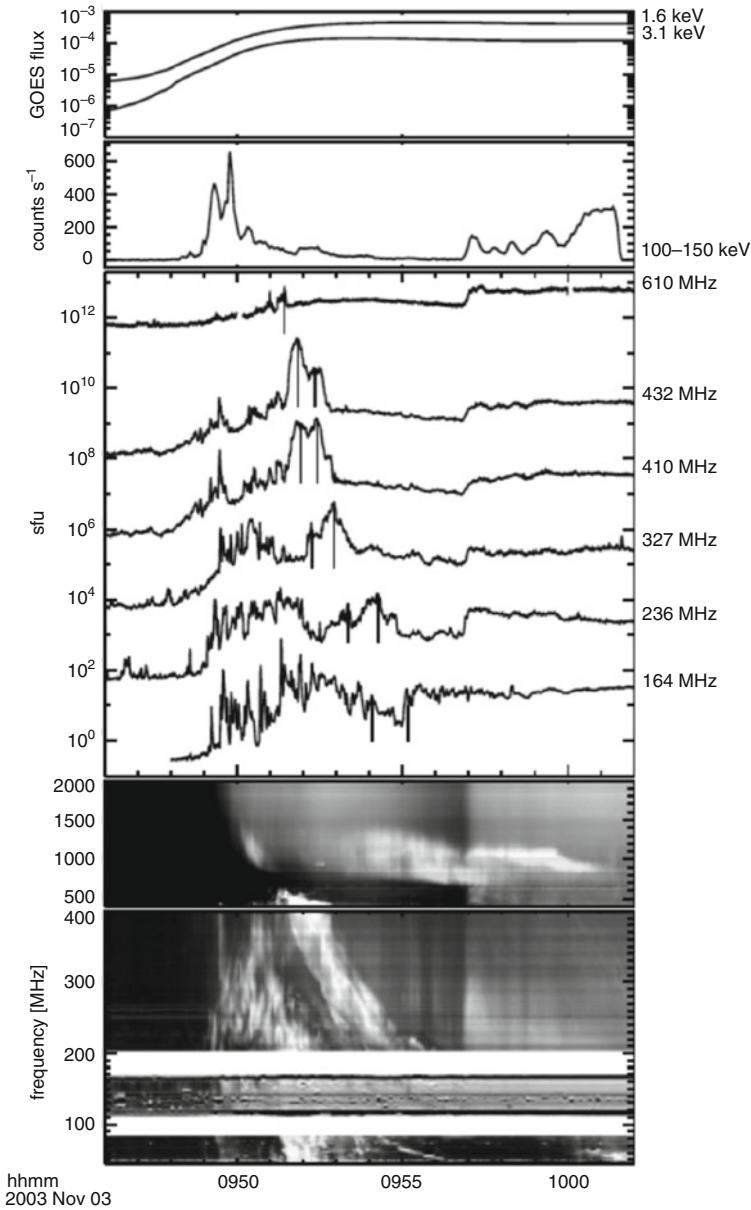 10⁻³
10⁻⁴
10⁻⁵
10⁻⁶
10⁻⁷
GOES flux
1.6 keV
3.1 keV
600
400
200
0
counts s⁻¹
100–150 keV
10¹²
10¹⁰
10⁸
10⁶
10⁴
10²
10⁰
sfu
610 MHz
432 MHz
410 MHz
327 MHz
236 MHz
164 MHz
2000
1500
1000
500
400
300
200
100
frequency [MHz]
hhmm
2003 Nov 03
0950
0955
1000